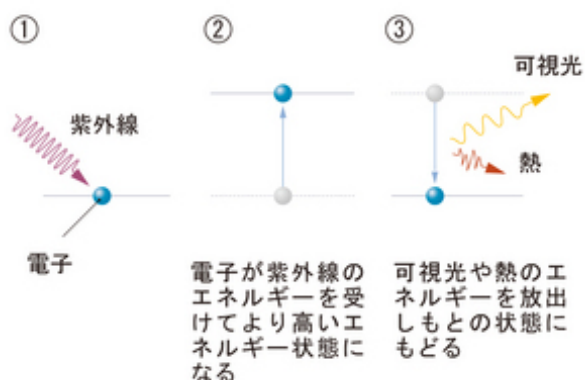 ①
紫外線
電子
②
電子が紫外線の
エネルギーを受
けてより高いエ
ネルギー状態に
なる
③
可視光
熱
可視光や熱のエ
ネルギーを放出
しもとの状態に
もどる